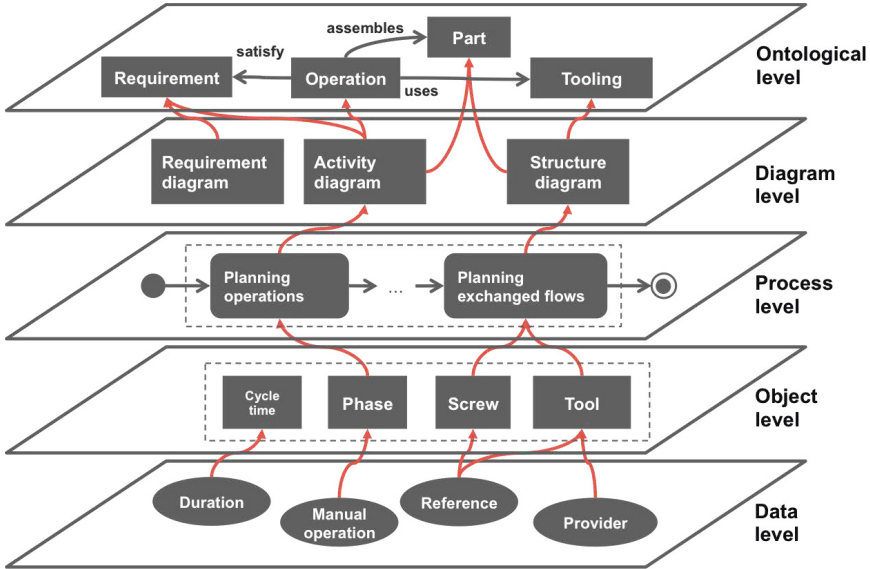 assembles
Part
satisfy
Requirement
Operation
uses
Tooling
Ontological
level
Requirement
diagram
Activity
diagram
Structure
diagram
Diagram
level
Planning
operations
...
Planning
exchanged flows
Process
level
Cycle
time
Phase
Screw
Tool
Object
level
Duration
Manual
operation
Reference
Provider
Data
level